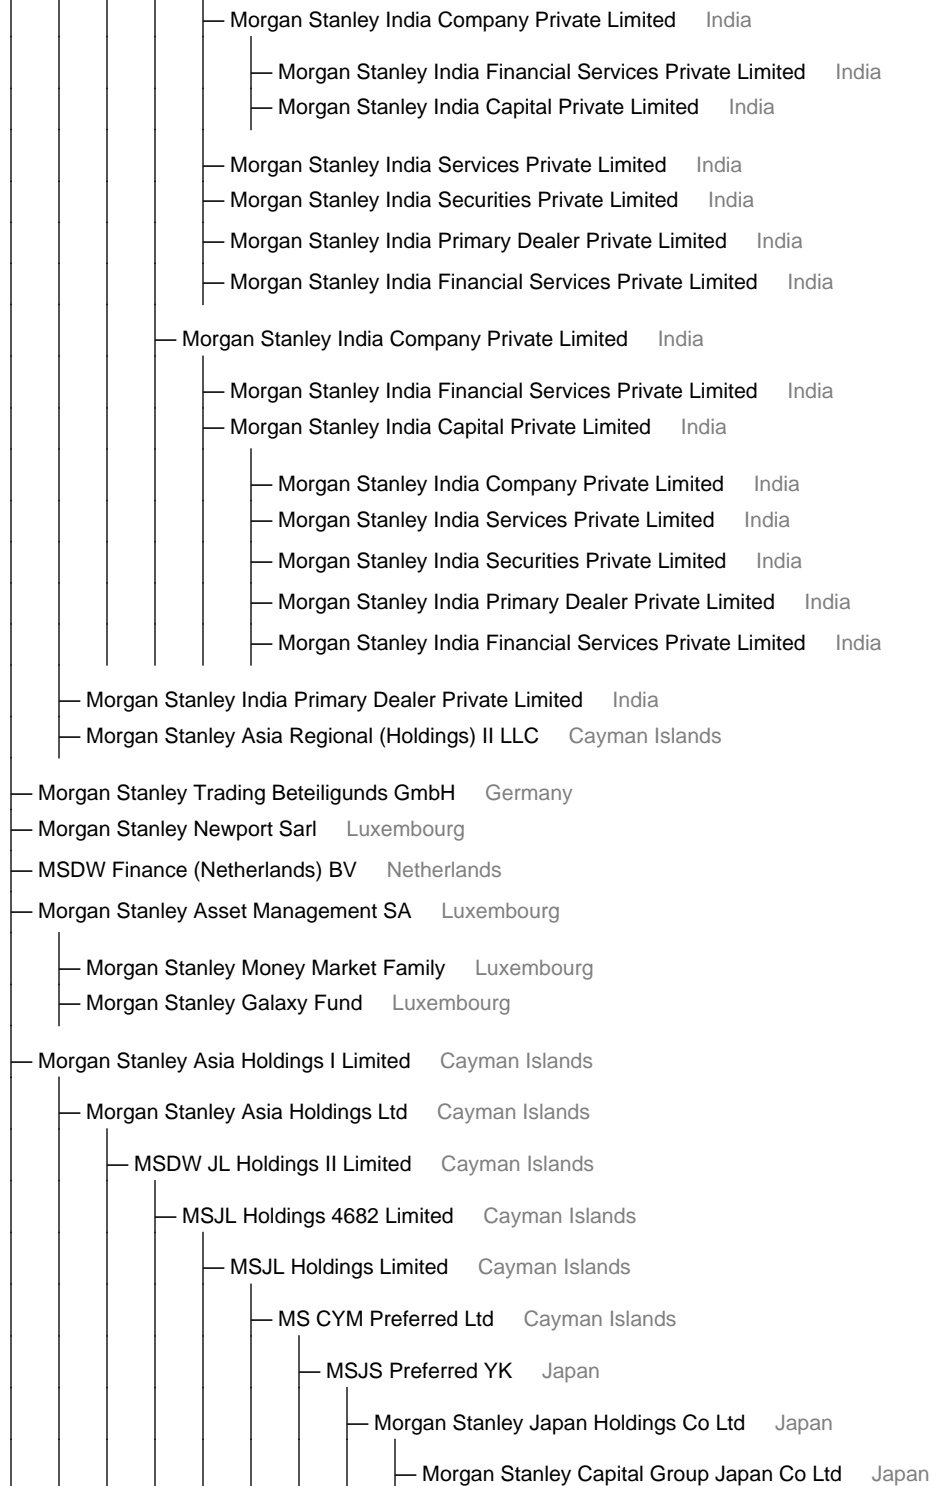 Morgan Stanley India Company Private Limited India
Morgan Stanley India Financial Services Private Limited India
Morgan Stanley India Capital Private Limited India
Morgan Stanley India Services Private Limited India
Morgan Stanley India Securities Private Limited India
Morgan Stanley India Primary Dealer Private Limited India
Morgan Stanley India Financial Services Private Limited India
Morgan Stanley India Company Private Limited India
Morgan Stanley India Financial Services Private Limited India
Morgan Stanley India Capital Private Limited India
Morgan Stanley India Company Private Limited India
Morgan Stanley India Services Private Limited India
Morgan Stanley India Securities Private Limited India
Morgan Stanley India Primary Dealer Private Limited India
Morgan Stanley India Financial Services Private Limited India
Morgan Stanley India Primary Dealer Private Limited India
Morgan Stanley Asia Regional (Holdings) II LLC Cayman Islands
Morgan Stanley Trading Beteiligunds GmbH Germany
Morgan Stanley Newport Sarl Luxembourg
MSDW Finance (Netherlands) BV Netherlands
Morgan Stanley Asset Management SA Luxembourg
Morgan Stanley Money Market Family Luxembourg
Morgan Stanley Galaxy Fund Luxembourg
Morgan Stanley Asia Holdings I Limited Cayman Islands
Morgan Stanley Asia Holdings Ltd Cayman Islands
MSDW JL Holdings II Limited Cayman Islands
MSJL Holdings 4682 Limited Cayman Islands
MSJL Holdings Limited Cayman Islands
MS CYM Preferred Ltd Cayman Islands
MSJS Preferred YK Japan
Morgan Stanley Japan Holdings Co Ltd Japan
Morgan Stanley Capital Group Japan Co Ltd Japan